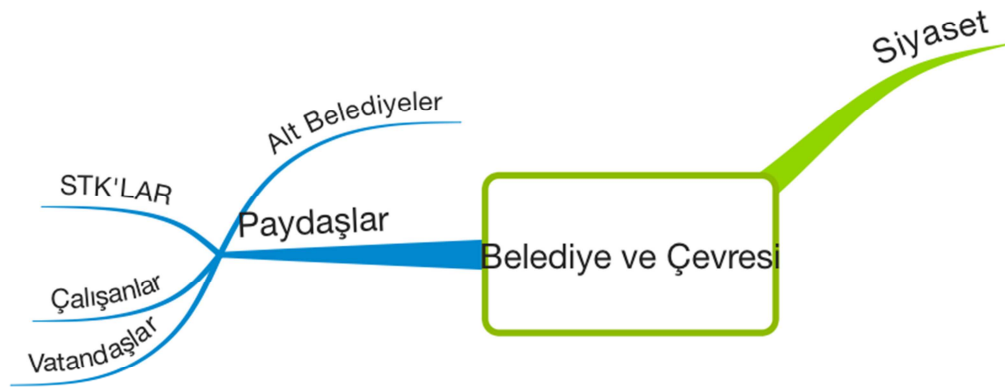 Siyaset
Alt Belediyeler
STK'LAR
Paydaşlar
Belediye ve Çevresi
Çalışanlar
Vatandaşlar